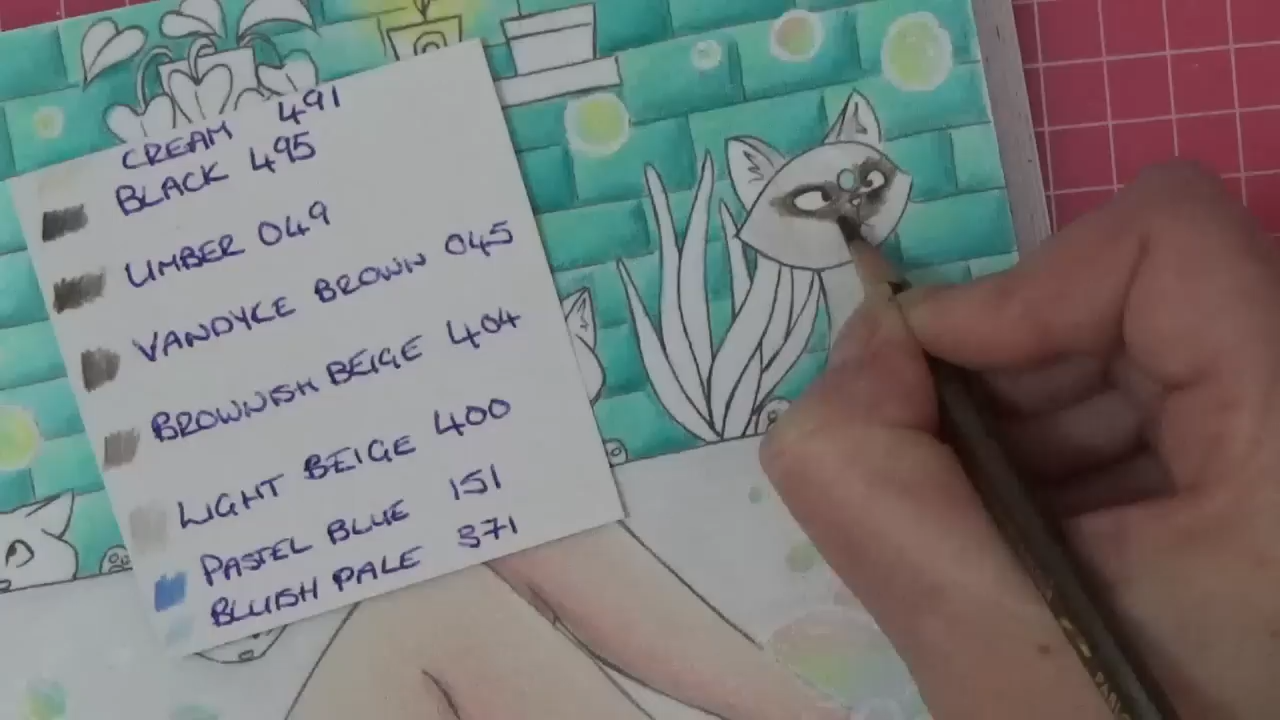 CREAM 491
BLACK 495
UMBER 049
VANDYKE BROWN 045
BROWNISH BEIGE 404
LIGHT BEIGE 400
PASTEL BLUE 151
BLUISH PALE 371